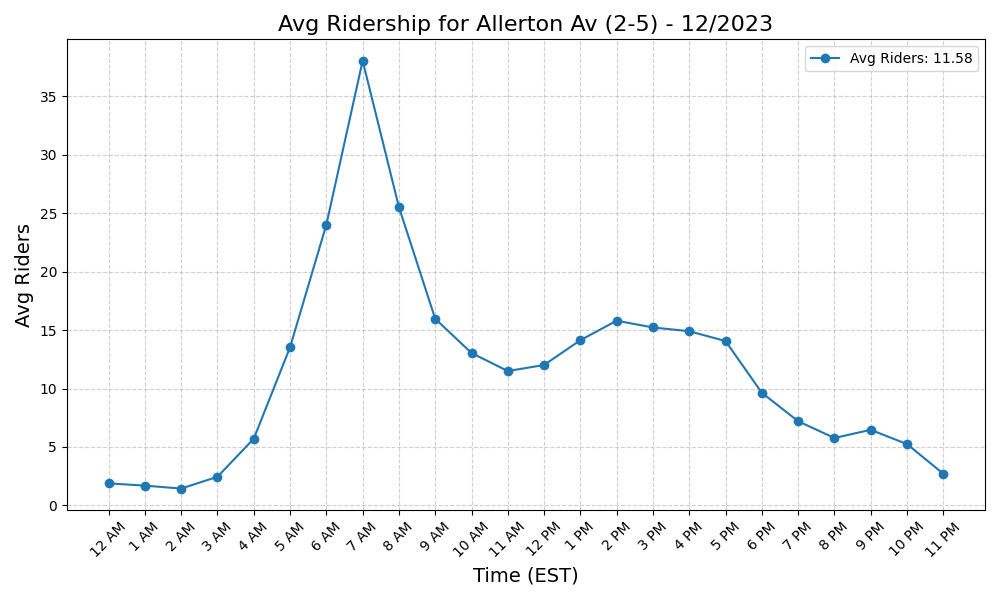 Avg Ridership for Allerton Av (2-5) - 12/2023
Avg Riders: 11.58
Avg Riders
35
30
25
20
15
10
5
0
12 AM
1 AM
2 AM
3 AM
4 AM
5 AM
6 AM
7 AM
8 AM
9 AM
10 AM
11 AM
12 PM
1 PM
2 PM
3 PM
4 PM
5 PM
6 PM
7 PM
8 PM
9 PM
10 PM
11 PM
Time (EST)